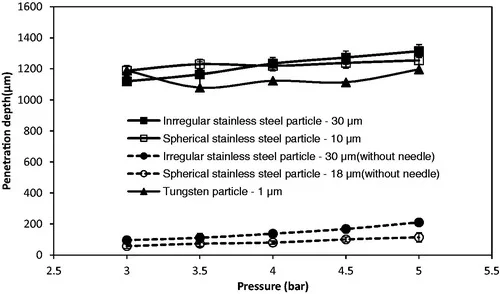 1600
1400
1200
1000
800
600
400
200
0
Penetration depth(µm)
Inrregular stainless steel particle - 30 µm
Spherical stainless steel particle - 10 µm
Irregular stainless steel particle - 30 µm(without needle)
Spherical stainless steel particle - 18 µm(without needle)
Tungsten particle - 1 µm
2.5 3 3.5 4 4.5 5 5.5
Pressure (bar)